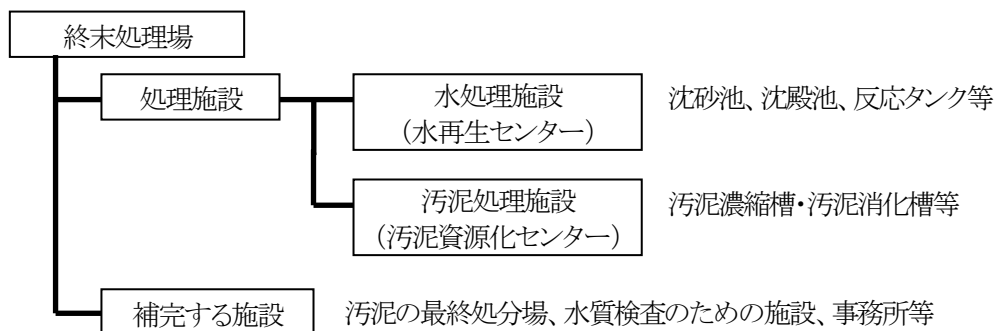 終末処理場
処理施設
水処理施設
（水再生センター）
沈砂池、沈殿池、反応タンク等
汚泥処理施設
（汚泥資源化センター）
汚泥濃縮槽・汚泥消化槽等
補完する施設
汚泥の最終処分場、水質検査のための施設、事務所等